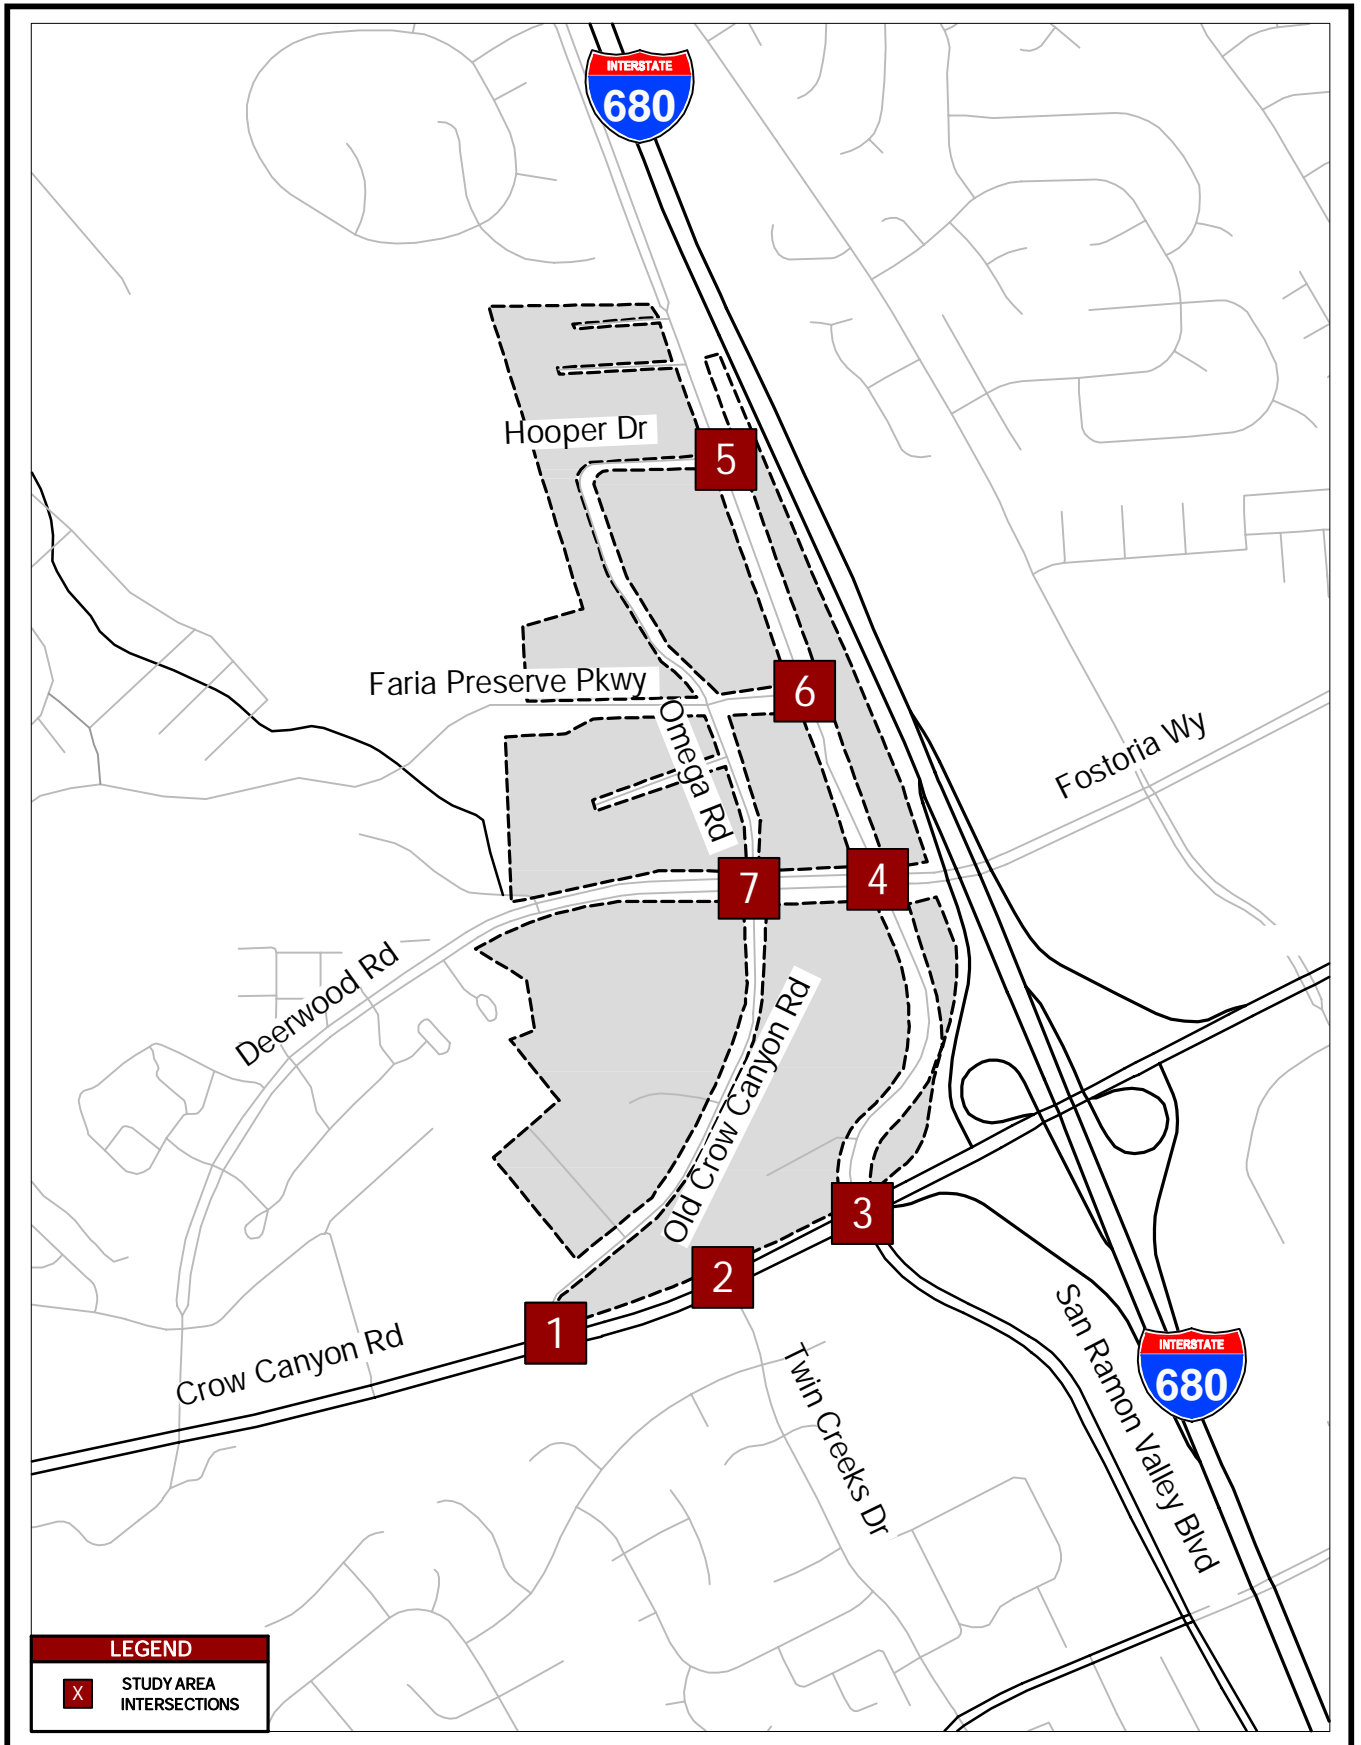 INTERSTATE
680
Hooper Dr
5
Faria Preserve Pkwy
6
Omega Rd
Fostoria Wy
7
4
Deerwood Rd
Old Crow Canyon Rd
3
2
1
Crow Canyon Rd
San Ramon Valley Blvd
Twin Creeks Dr
INTERSTATE
680
LEGEND
X
STUDY AREA
INTERSECTIONS